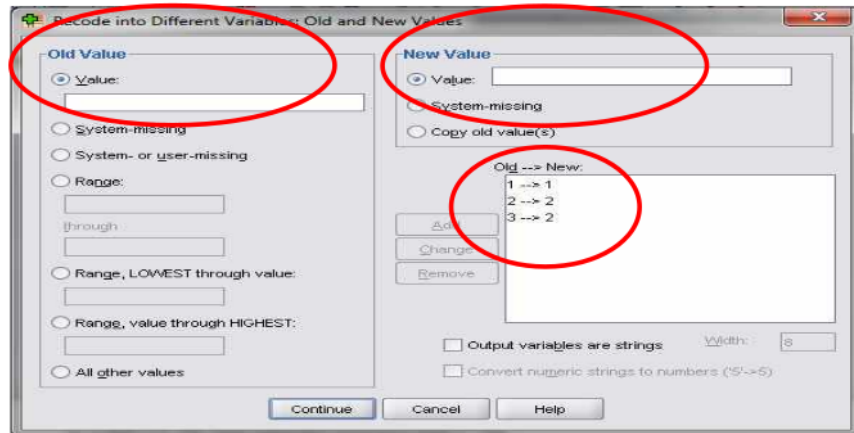 Recode into Different Variables: Old and New Values
Old Value
Value:
System-missing
System- or user-missing
Range:
through
Range, LOWEST through value:
Range, value through HIGHEST:
All other values
New Value
Value:
System-missing
Copy old value(s)
Old --> New:
1 --> 1
2 --> 2
3 --> 2
Add
Change
Remove
Output variables are strings
Width:
8
Convert numeric strings to numbers ('5'->5)
Continue
Cancel
Help